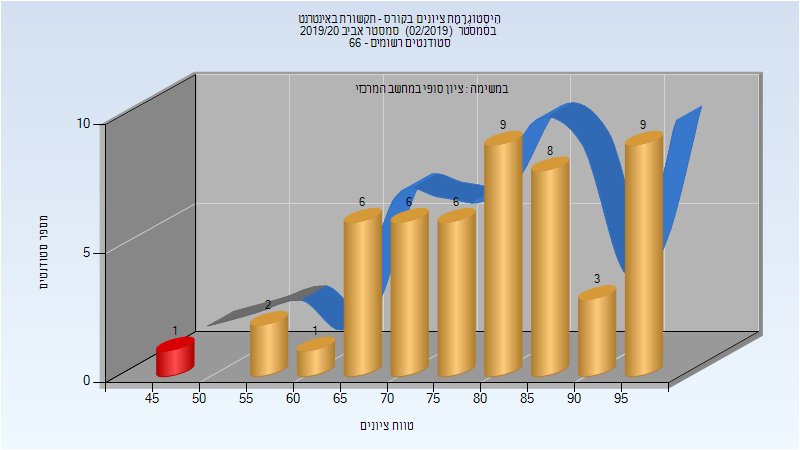 היסטוגרמת ציונים בקורס - תקשורת באינטרנט
בסמסטר (02/2019) סמסטר אביב 2019/20
סטודנטים רשומים - 66
במשימה : ציון סופי במחשב המרכזי
מספר סטודנטים
10
5
0
1
2
1
6
6
6
9
8
3
9
45 50 55 60 65 70 75 80 85 90 95
טווח ציונים